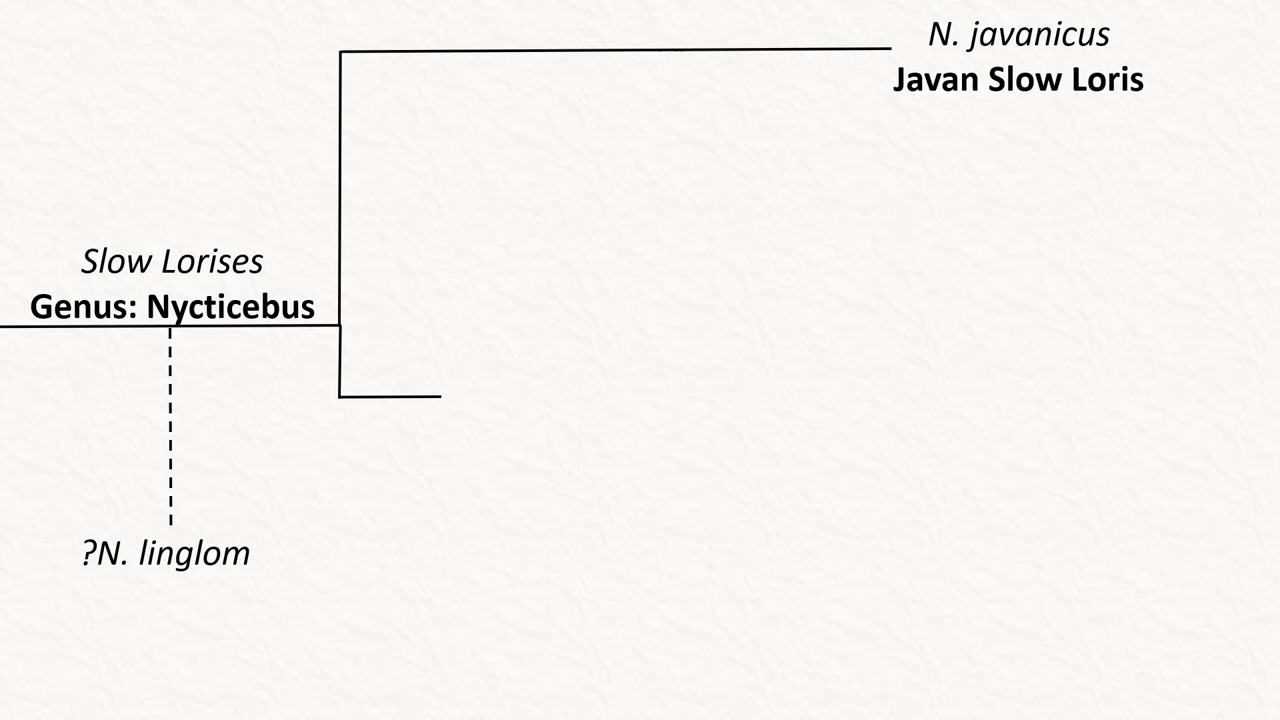 N. javanicus
Javan Slow Loris
Slow Lorises
Genus: Nycticebus
?N. linglom